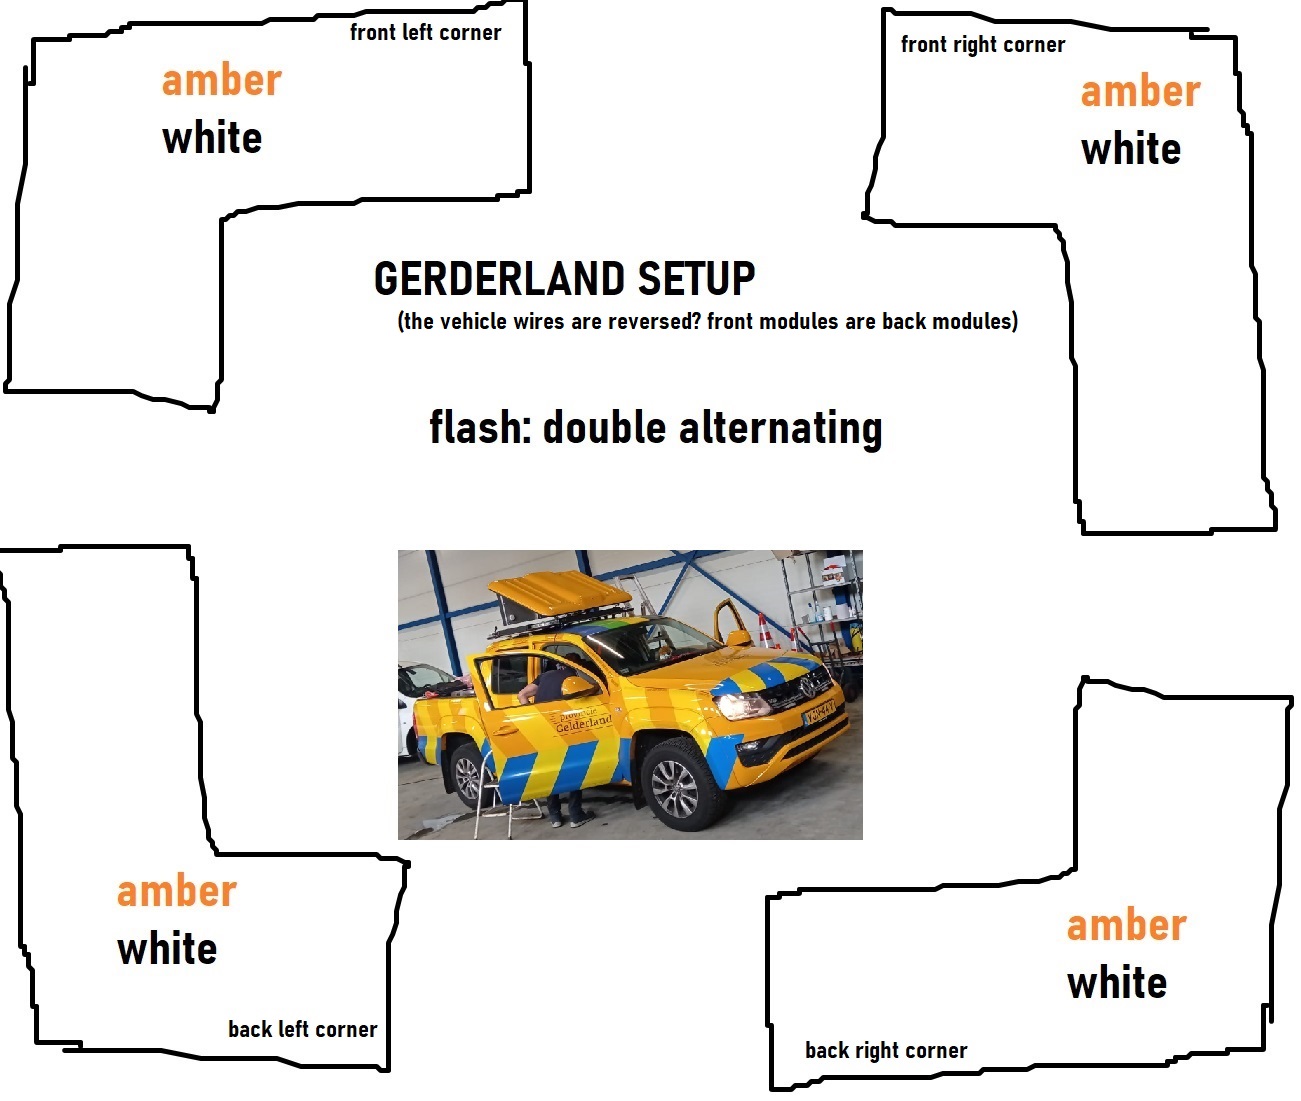 front left corner
amber
white
front right corner
amber
white
GERDERLAND SETUP
(the vehicle wires are reversed? front modules are back modules)
flash: double alternating
provincie
Gelderland
amber
white
back left corner
amber
white
back right corner